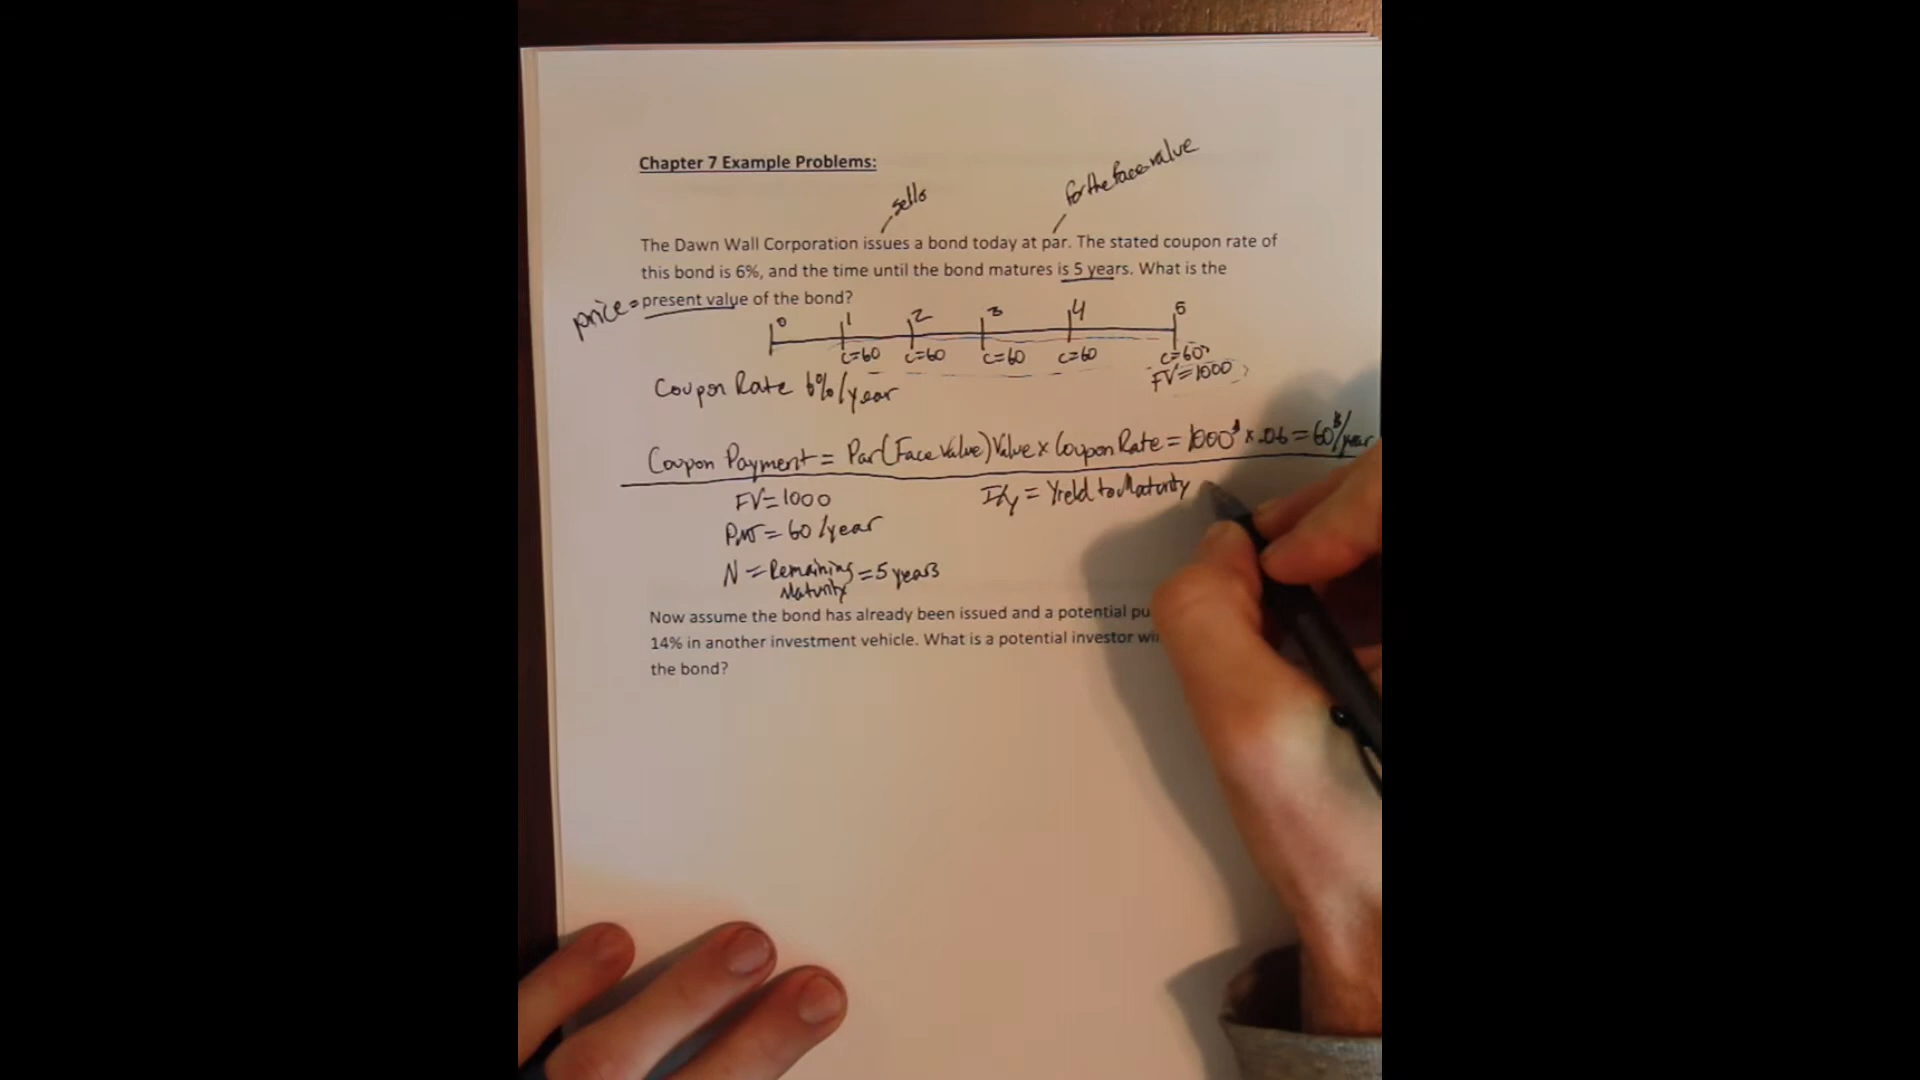 Chapter 7 Example Problems:
sells
for the face value
The Dawn Wall Corporation issues a bond today at par. The stated coupon rate of
this bond is 6%, and the time until the bond matures is 5 years. What is the
price = present value of the bond?
0 1 2 3 4 5
c=60 c=60 c=60 c=60 c=60
FV=1000
Coupon Rate 6%/year
Coupon Payment = Par(Face Value) Value x Coupon Rate = 1000$ x .06 = 60$/year
FV=1000 I/y = Yield to Maturity
PMT = 60/year
N = Remaining Maturity = 5 years
Now assume the bond has already been issued and a potential pu
14% in another investment vehicle. What is a potential investor wi
the bond?